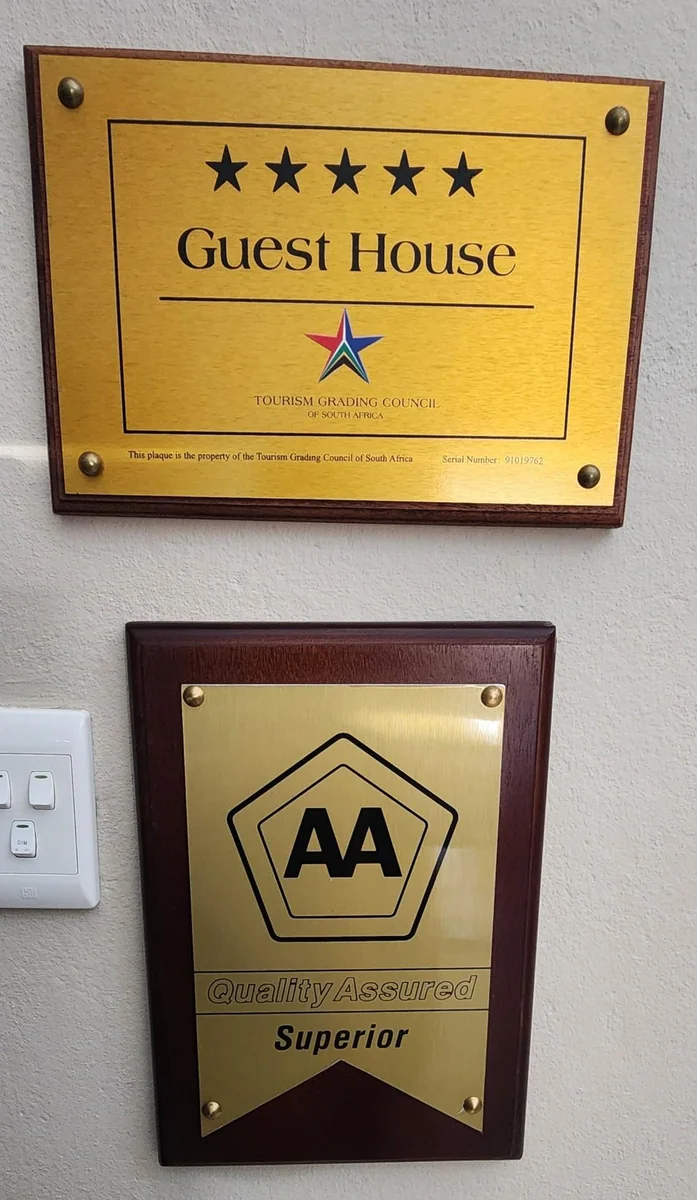 Guest House
TOURISM GRADING COUNCIL
OF SOUTH AFRICA
This plaque is the property of the Tourism Grading Council of South Africa Serial Number: 91019762
AA
Quality Assured
Superior
DIM